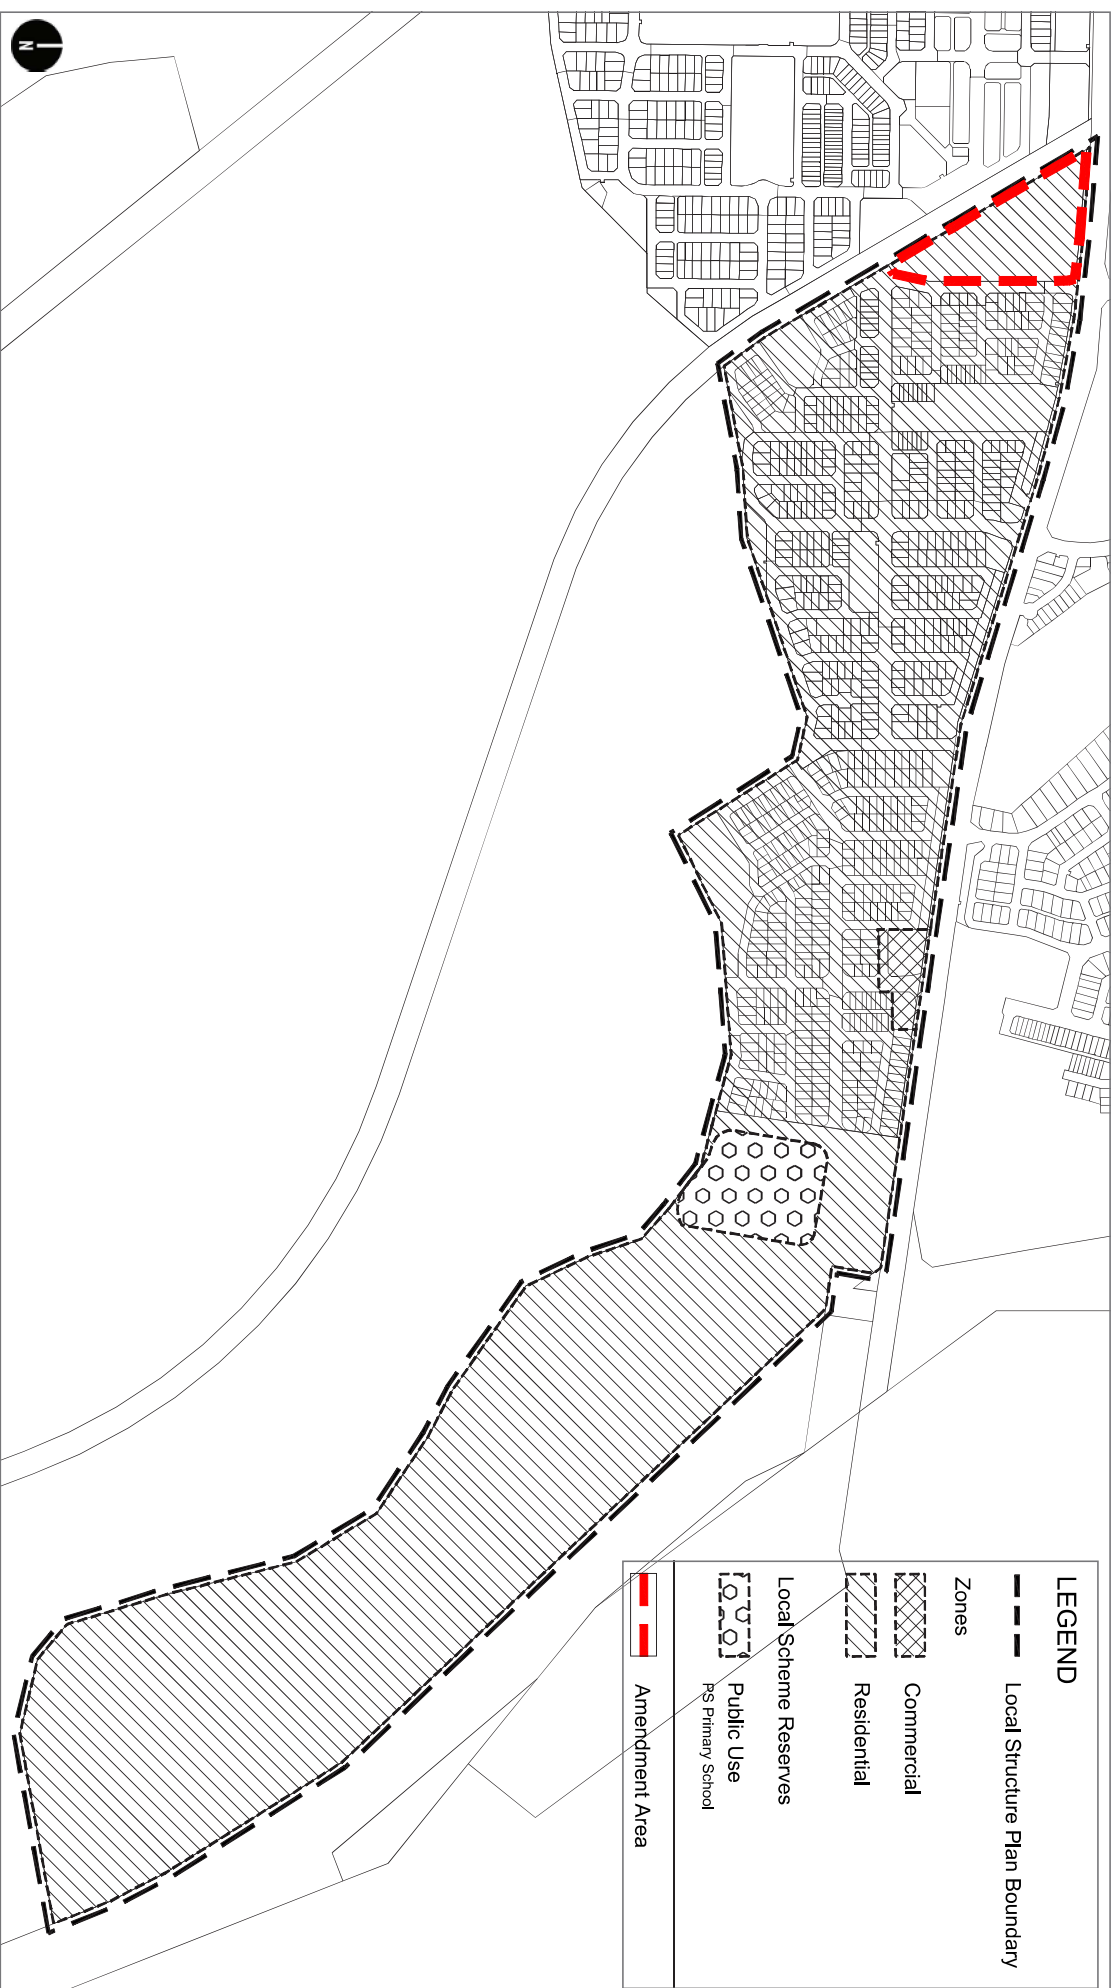 N
LEGEND
Local Structure Plan Boundary
Zones
Commercial
Residential
Local Scheme Reserves
Public Use
PS Primary School
Amendment Area